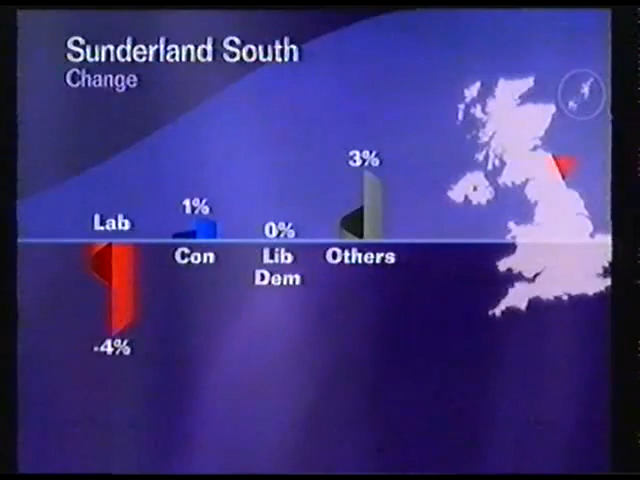 Sunderland South
Change
3%
1%
Lab
0%
Con
Lib
Dem
Others
-4%